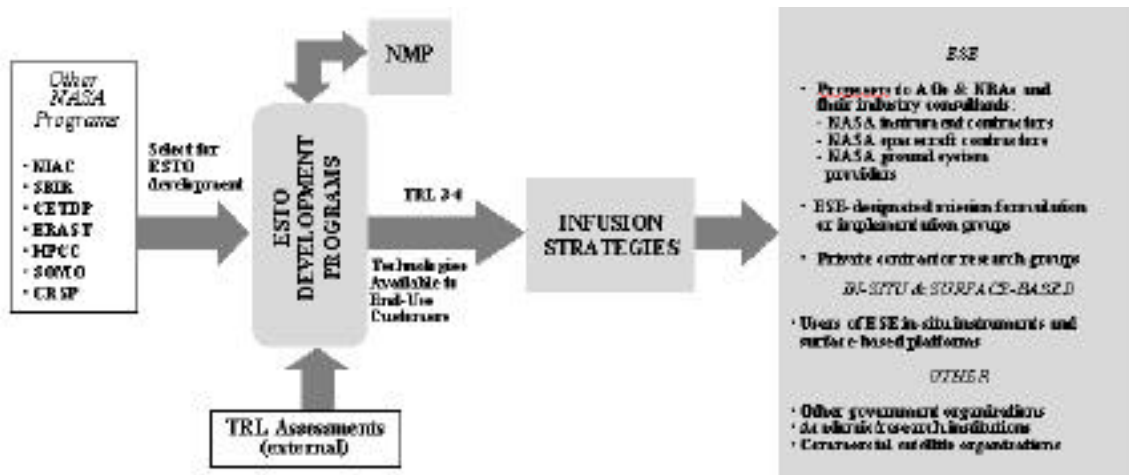 Other
NASA
Programs
· NIAC
· SBIR
· CETDP
· ERAST
· HPCC
· SOMO
· CRSP
Select for
ESTO
development
NMP
ESTO
DEVELOPMENT
PROGRAMS
TRL Assessments
(external)
TRL 3-6
Technologies
Available to
End-Use
Customers
INFUSION
STRATEGIES
ESE
· Proposers to AOs & NRAs and
their industry consultants:
- NASA instrument contractors
- NASA spacecraft contractors
- NASA ground system
providers
· ESE-designated mission formulation
or implementation groups
· Private contractor research groups
IN-SITU & SURFACE-BASED
· Users of ESE in-situ instruments and
surface-based platforms
OTHER
· Other government organizations
· Academic/research institutions
· Commercial satellite organizations